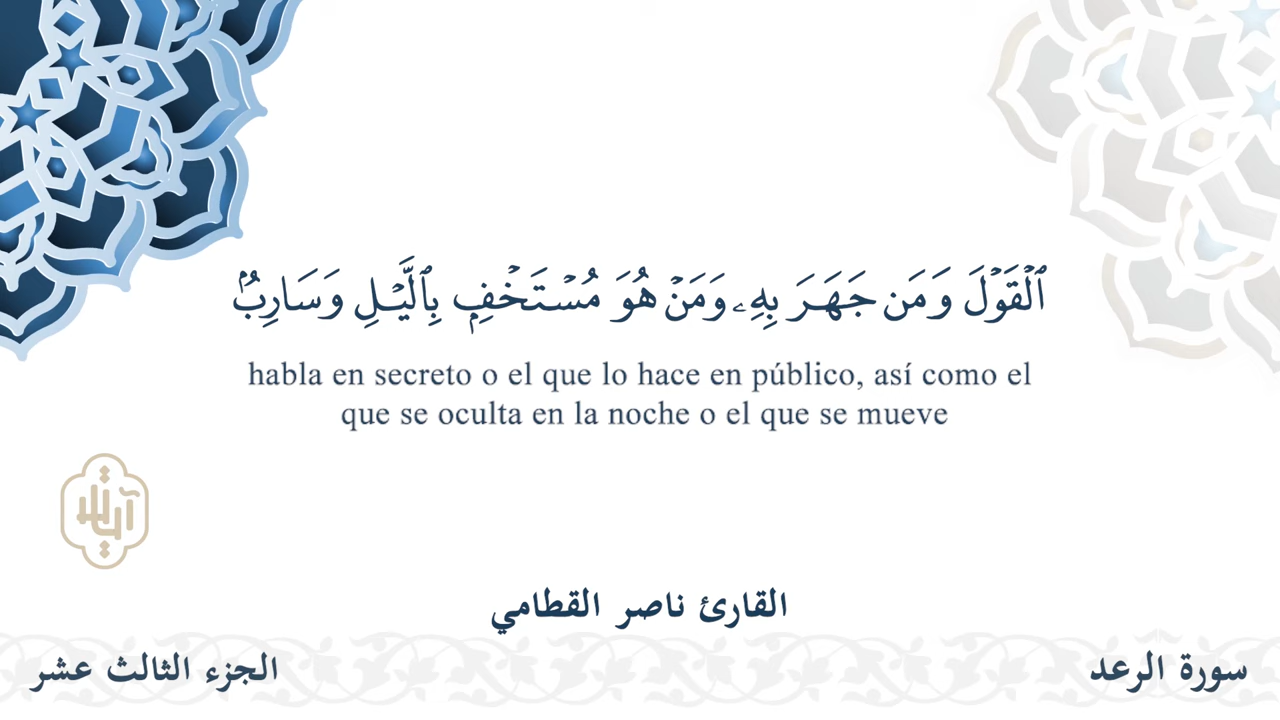 ٱلۡقَوۡلَ وَمَن جَهَرَ بِهِۦ وَمَنۡ هُوَ مُسۡتَخۡفِۭ بِٱلَّيۡلِ وَسَارِبُۢ
habla en secreto o el que lo hace en público, así como el
que se oculta en la noche o el que se mueve
آيات
القارئ ناصر القطامي
سورة الرعد
الجزء الثالث عشر